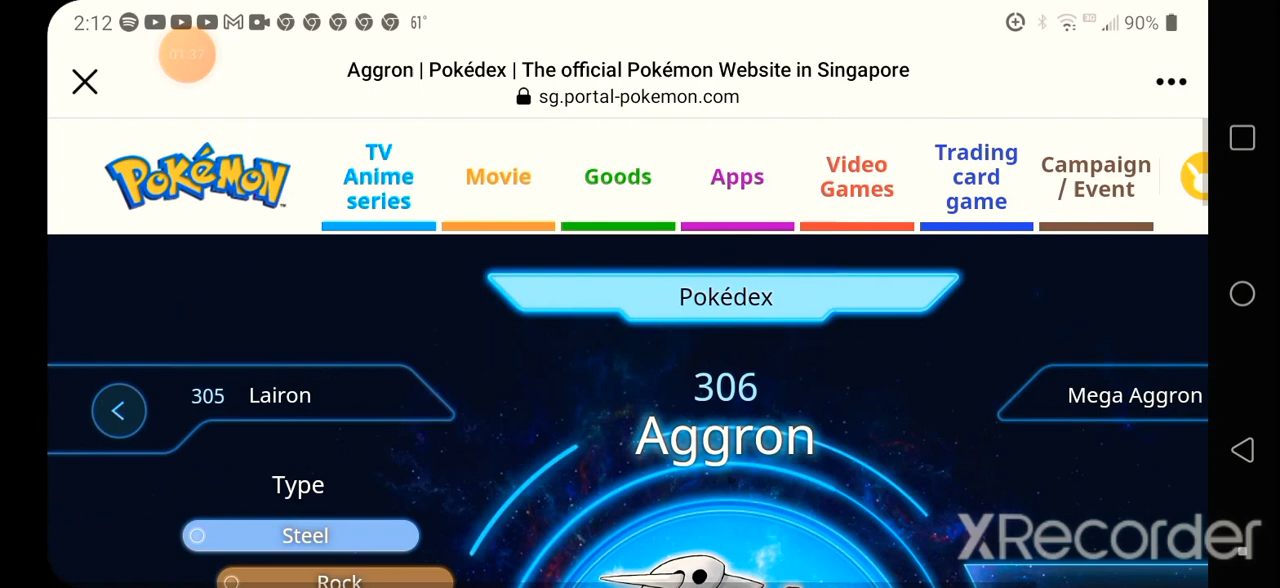 2:12
61°
3G
90%
01:37
Aggron | Pokédex | The official Pokémon Website in Singapore
sg.portal-pokemon.com
POKéMON
TM
TV
Anime
series
Movie
Goods
Apps
Video
Games
Trading
card
game
Campaign
/ Event
Pokédex
306
Aggron
305 Lairon
Mega Aggron
Type
Steel
Rock
XRecorder